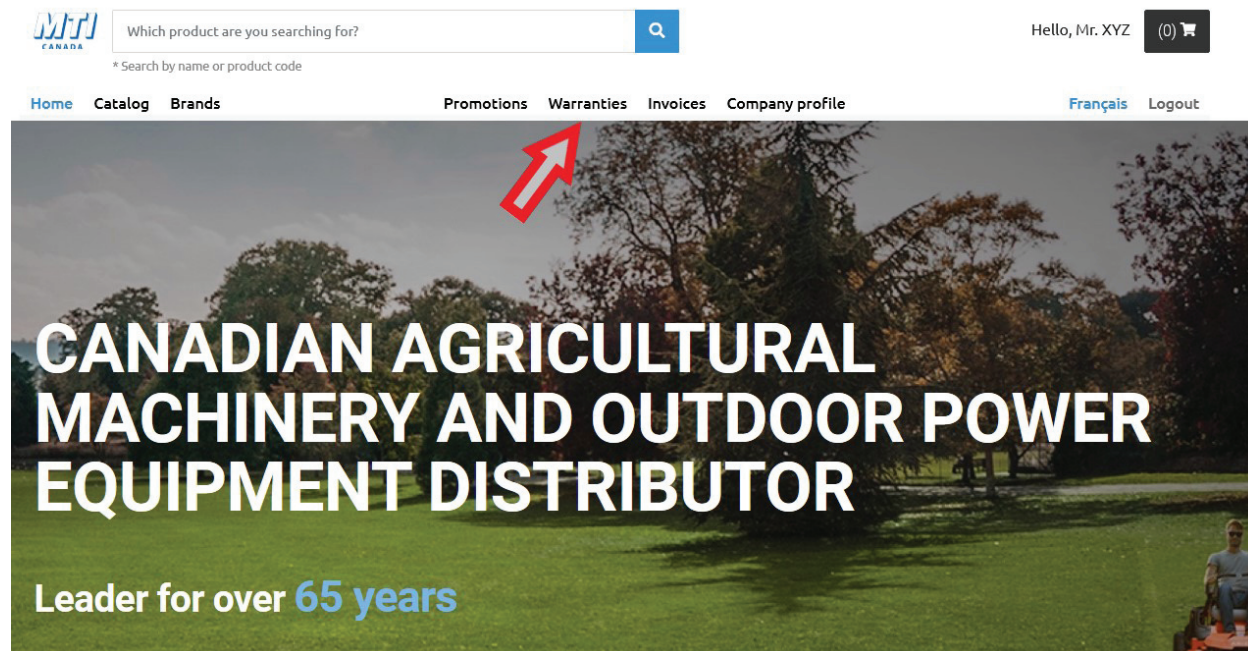 MTI
CANADA
Which product are you searching for?
Hello, Mr. XYZ
(0)
* Search by name or product code
Home Catalog Brands Promotions Warranties Invoices Company profile Français Logout
CANADIAN AGRICULTURAL
MACHINERY AND OUTDOOR POWER
EQUIPMENT DISTRIBUTOR
Leader for over 65 years